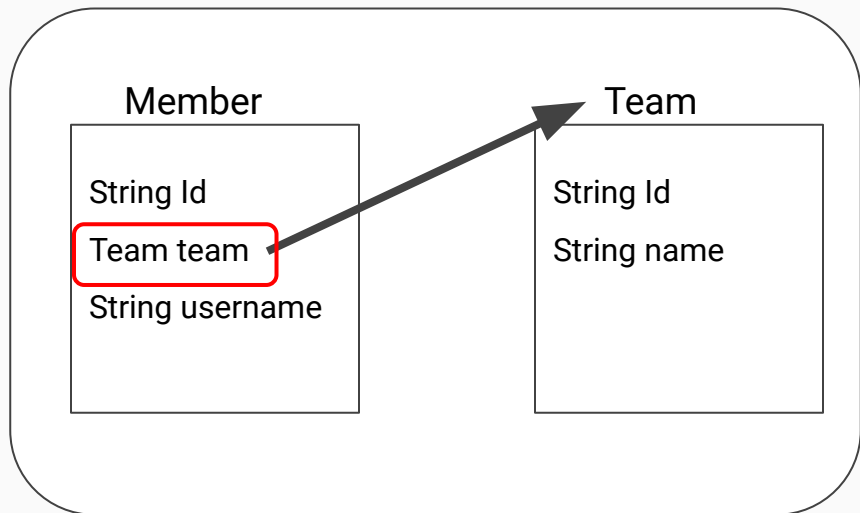 Member
String Id
Team team
String username
Team
String Id
String name